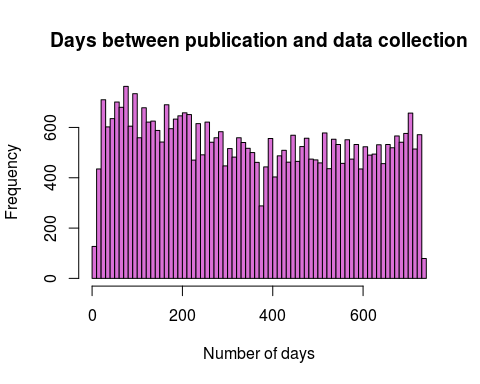 Days between publication and data collection
Frequency
600
400
200
0
0 200 400 600
Number of days